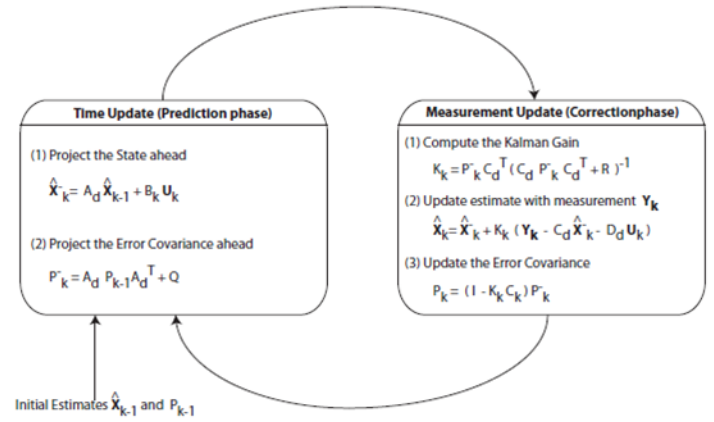 Time Update (Prediction phase)
(1) Project the State ahead
X̂⁻k = Ad X̂k-1 + Bk Uk
(2) Project the Error Covariance ahead
P⁻k = Ad Pk-1 Ad^T + Q
Initial Estimates X̂k-1 and Pk-1
Measurement Update (Correctionphase)
(1) Compute the Kalman Gain
Kk = P⁻k Cd^T ( Cd P⁻k Cd^T + R )^-1
(2) Update estimate with measurement Yk
X̂k = X̂⁻k + Kk ( Yk - Cd X̂⁻k - Dd Uk )
(3) Update the Error Covariance
Pk = (I - Kk Ck) P⁻k